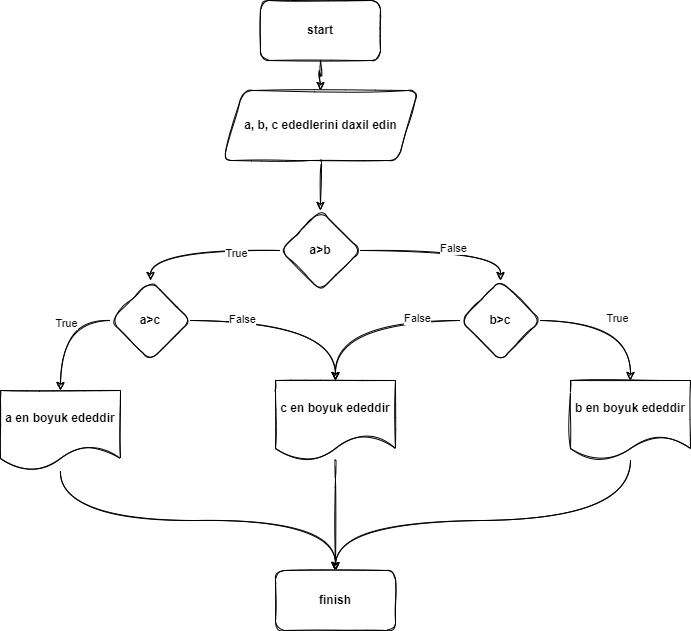 start
a, b, c ededlerini daxil edin
a>b
True
False
a>c
b>c
True
False
False
True
a en boyuk ededdir
c en boyuk ededdir
b en boyuk ededdir
finish